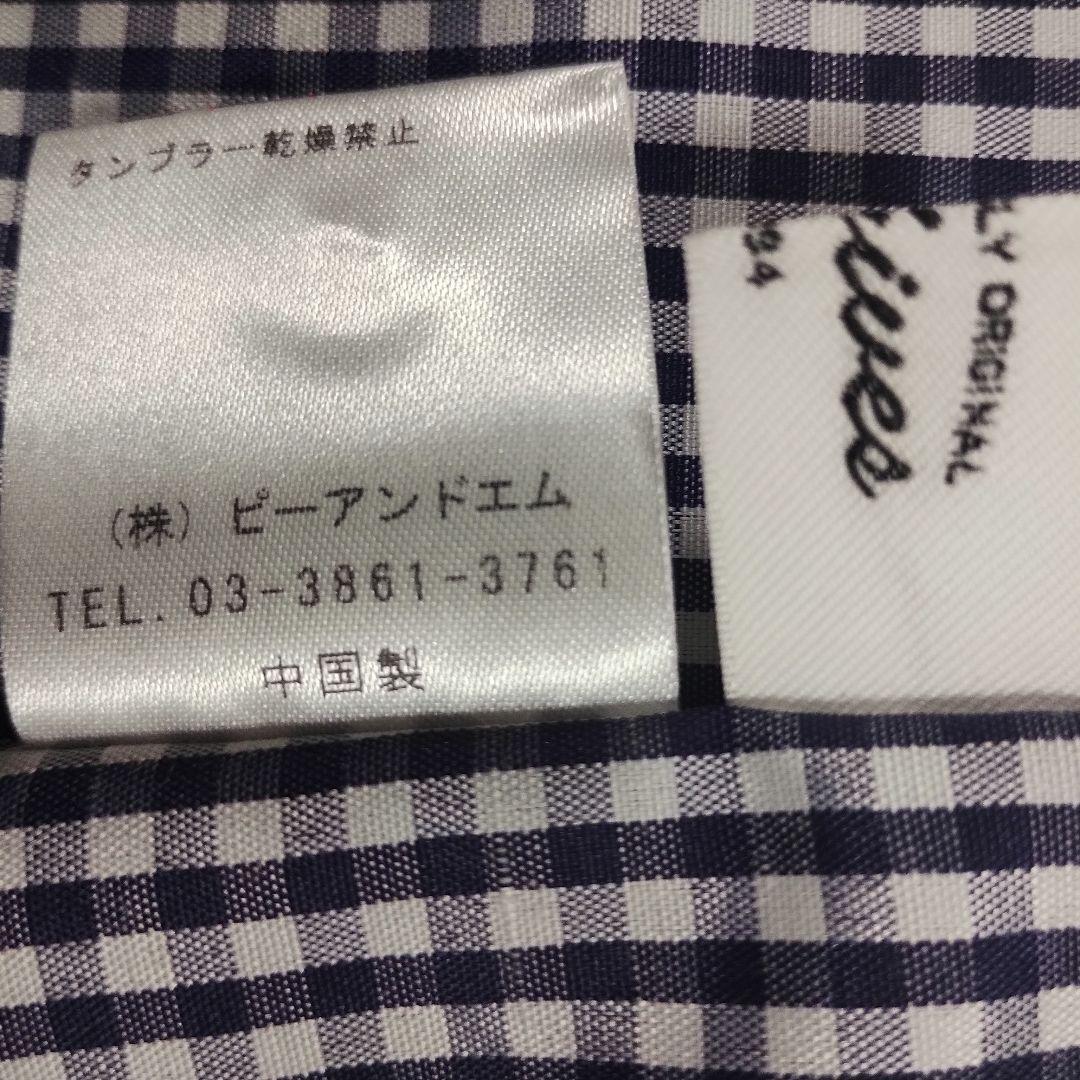 タンブラー乾燥禁止
(株) ピーアンドエム
TEL. 03-3861-3761
中国製
LY ORIGINAL